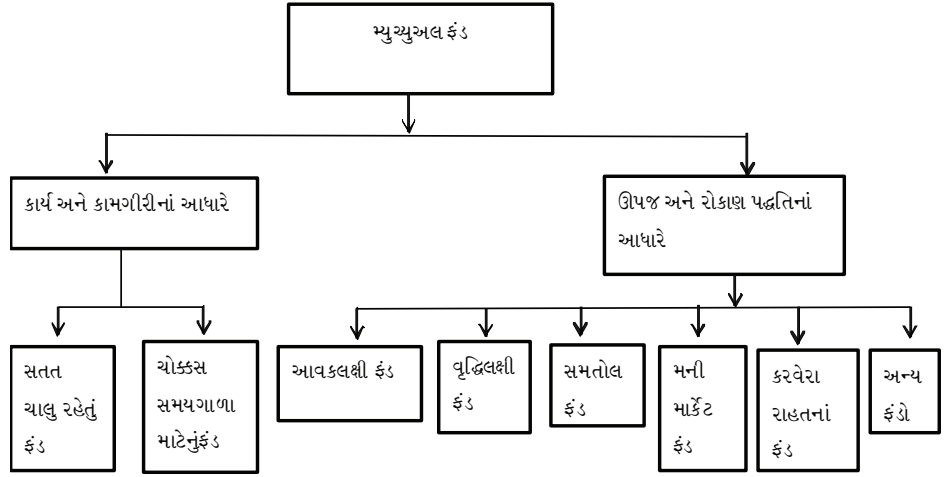 મ્યુચ્યુઅલ ફંડ
કાર્ય અને કામગીરીનાં આધારે
ઊપજ અને રોકાણ પદ્ધતિનાં
આધારે
સતત
ચાલુ રહેતું
ફંડ
ચોક્કસ
સમયગાળા
માટેનુંફંડ
આવકલક્ષી ફંડ
વૃદ્ધિલક્ષી
ફંડ
સમતોલ
ફંડ
મની
માર્કેટ
ફંડ
કરવેરા
રાહતનાં
ફંડ
અન્ય
ફંડો